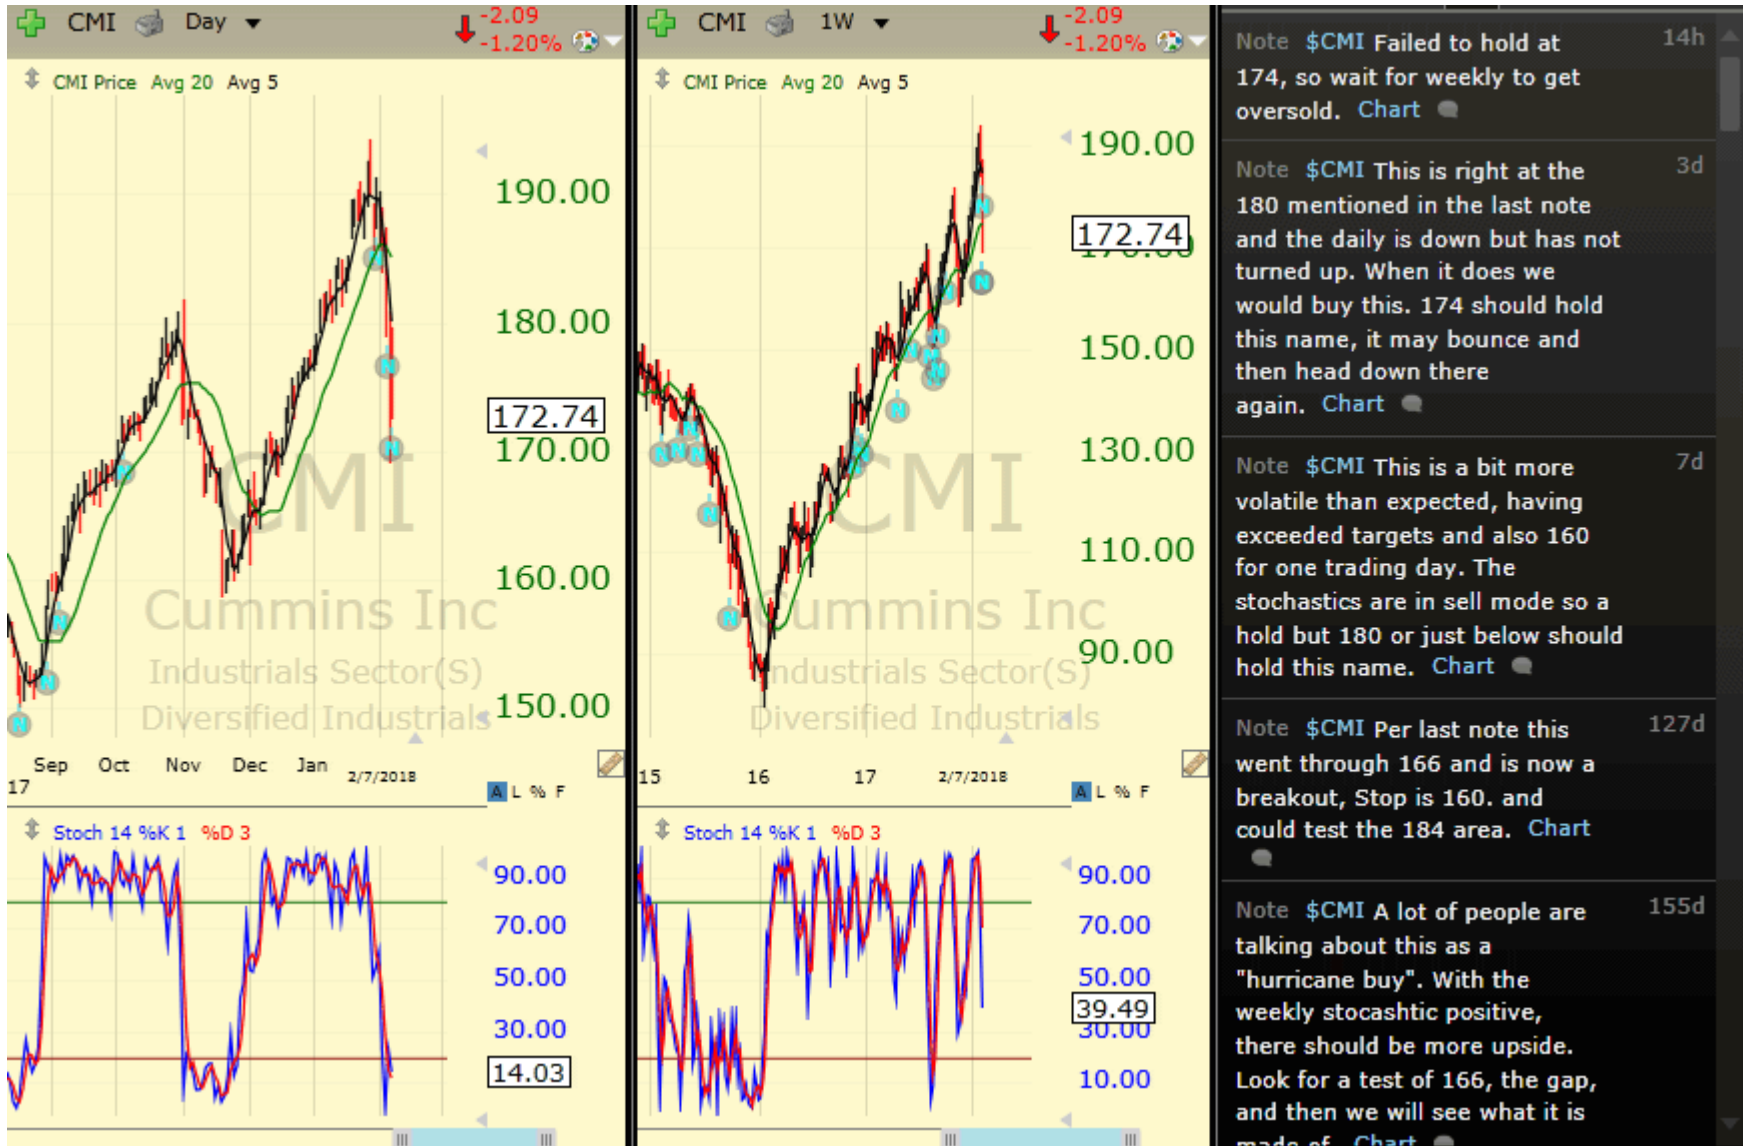 CMI Day
-2.09
-1.20%
CMI Price Avg 20 Avg 5
190.00
180.00
172.74
170.00
160.00
150.00
CMI
Cummins Inc
Industrials Sector(S)
Diversified Industrials
Sep Oct Nov Dec Jan 2/7/2018
17
A L % F
Stoch 14 %K 1 %D 3
90.00
70.00
50.00
30.00
14.03
CMI 1W
-2.09
-1.20%
CMI Price Avg 20 Avg 5
190.00
172.74
150.00
130.00
110.00
90.00
CMI
Cummins Inc
Industrials Sector(S)
Diversified Industrials
15 16 17 2/7/2018
A L % F
Stoch 14 %K 1 %D 3
90.00
70.00
50.00
39.49
30.00
10.00
Note $CMI Failed to hold at 14h
174, so wait for weekly to get
oversold. Chart
Note $CMI This is right at the 3d
180 mentioned in the last note
and the daily is down but has not
turned up. When it does we
would buy this. 174 should hold
this name, it may bounce and
then head down there
again. Chart
Note $CMI This is a bit more 7d
volatile than expected, having
exceeded targets and also 160
for one trading day. The
stochastics are in sell mode so a
hold but 180 or just below should
hold this name. Chart
Note $CMI Per last note this 127d
went through 166 and is now a
breakout, Stop is 160. and
could test the 184 area. Chart
Note $CMI A lot of people are 155d
talking about this as a
"hurricane buy". With the
weekly stocashtic positive,
there should be more upside.
Look for a test of 166, the gap,
and then we will see what it is
made of. Chart